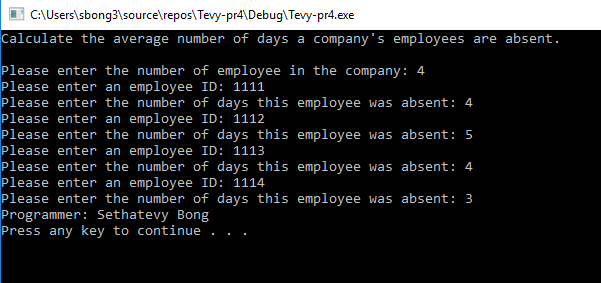 C:\Users\sbong3\source\repos\Tevy-pr4\Debug\Tevy-pr4.exe
Calculate the average number of days a company's employees are absent.
Please enter the number of employee in the company: 4
Please enter an employee ID: 1111
Please enter the number of days this employee was absent: 4
Please enter an employee ID: 1112
Please enter the number of days this employee was absent: 5
Please enter an employee ID: 1113
Please enter the number of days this employee was absent: 4
Please enter an employee ID: 1114
Please enter the number of days this employee was absent: 3
Programmer: Sethatevy Bong
Press any key to continue . . .